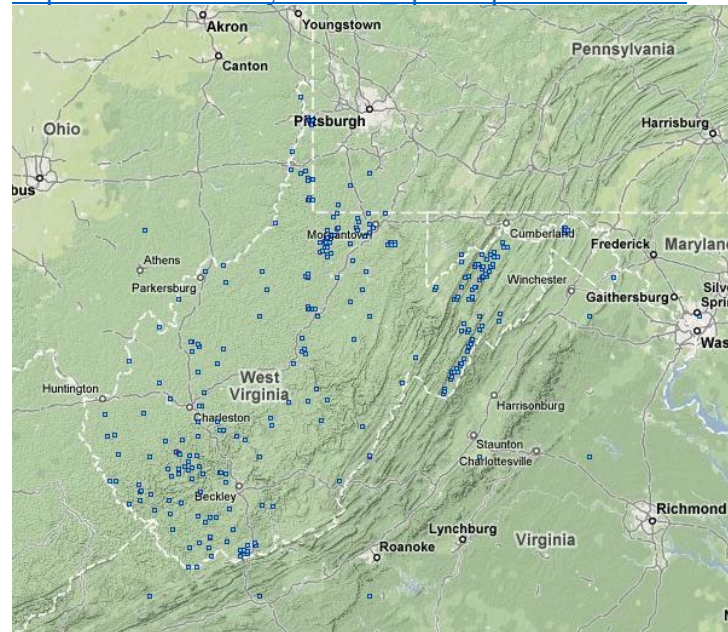 Akron
Youngstown
Canton
Pennsylvania
Pittsburgh
Ohio
Harrisburg
bus
Morgantown
Cumberland
Frederick
Maryland
Athens
Parkersburg
Winchester
Gaithersburg
Silv
Sprin
Was
West
Virginia
Huntington
Charleston
Harrisonburg
Staunton
Charlottesville
Beckley
Richmond
Lynchburg
Virginia
Roanoke